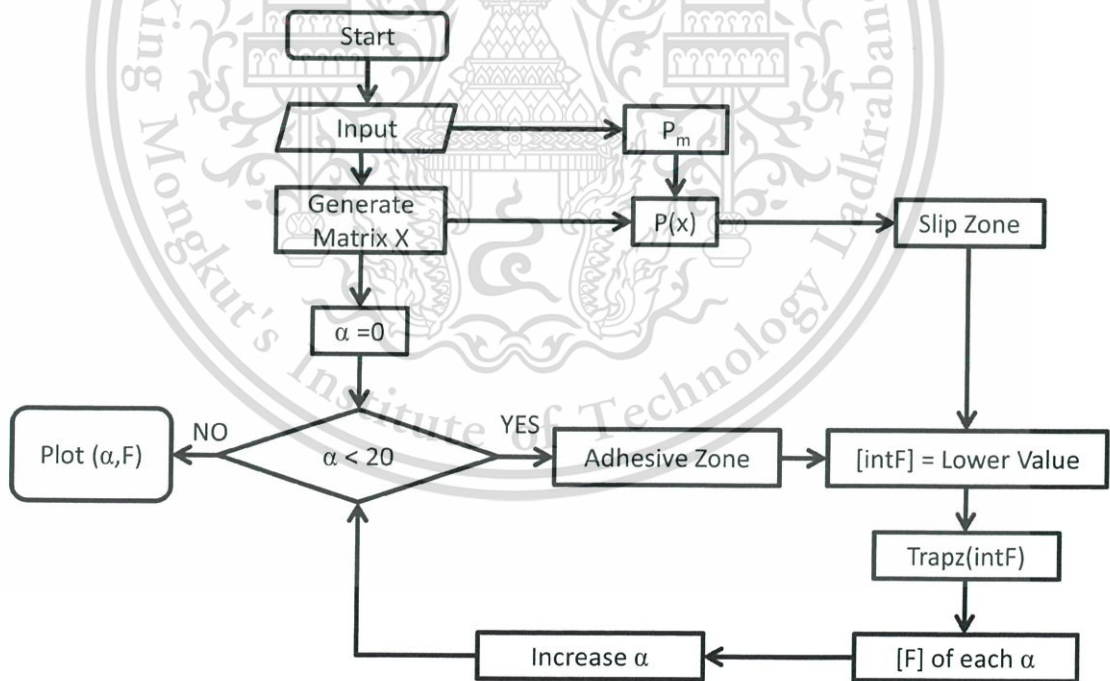 Start
Input
P_m
Generate
Matrix X
P(x)
Slip Zone
α =0
α < 20
NO
YES
Plot (α,F)
Adhesive Zone
[intF] = Lower Value
Trapz(intF)
[F] of each α
Increase α
King Mongkut's Institute of Technology Ladkrabang